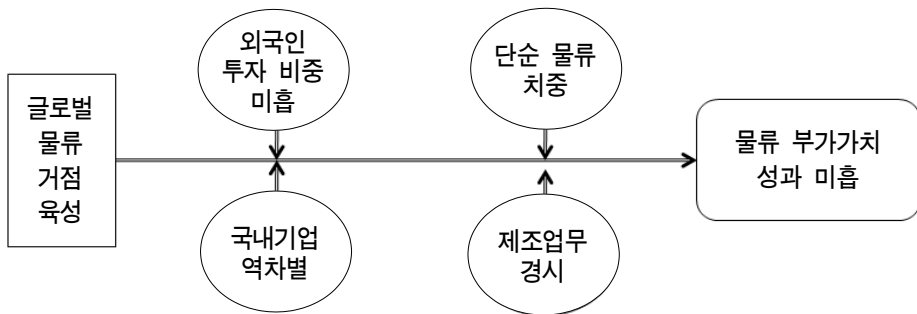 글로벌
물류
거점
육성
외국인
투자 비중
미흡
국내기업
역차별
단순 물류
치중
제조업무
경시
물류 부가가치
성과 미흡